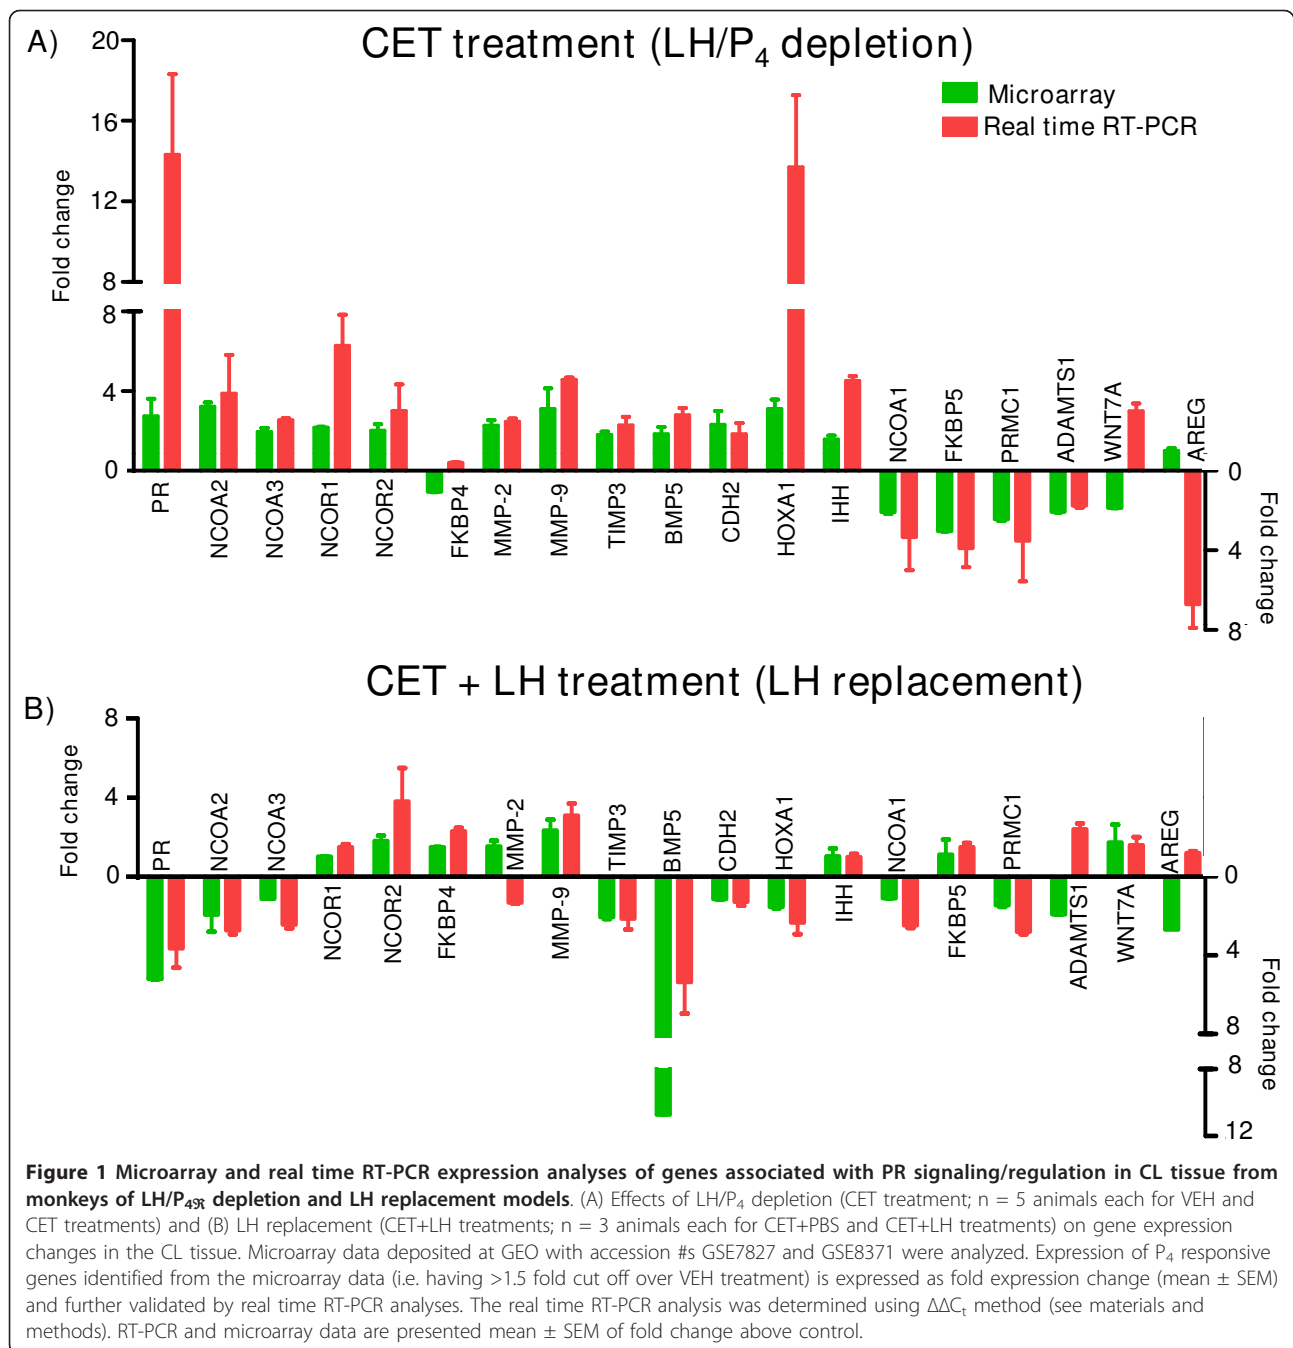 A)
CET treatment (LH/P4 depletion)
20
16
12
8
8
4
0
Fold change
Microarray
Real time RT-PCR
PR
NCOA2
NCOA3
NCOR1
NCOR2
FKBP4
MMP-2
MMP-9
TIMP3
BMP5
CDH2
HOXA1
IHH
NCOA1
FKBP5
PRMC1
ADAMTS1
WNT7A
AREG
0
4
8
Fold change
CET + LH treatment (LH replacement)
B)
8
4
0
Fold change
PR
NCOA2
NCOA3
NCOR1
NCOR2
FKBP4
MMP-2
MMP-9
TIMP3
BMP5
CDH2
HOXA1
IHH
NCOA1
FKBP5
PRMC1
ADAMTS1
WNT7A
AREG
0
4
8
8
12
Fold change
Figure 1 Microarray and real time RT-PCR expression analyses of genes associated with PR signaling/regulation in CL tissue from
monkeys of LH/P4 depletion and LH replacement models. (A) Effects of LH/P4 depletion (CET treatment; n = 5 animals each for VEH and
CET treatments) and (B) LH replacement (CET+LH treatments; n = 3 animals each for CET+PBS and CET+LH treatments) on gene expression
changes in the CL tissue. Microarray data deposited at GEO with accession #s GSE7827 and GSE8371 were analyzed. Expression of P4 responsive
genes identified from the microarray data (i.e. having >1.5 fold cut off over VEH treatment) is expressed as fold expression change (mean ± SEM)
and further validated by real time RT-PCR analyses. The real time RT-PCR analysis was determined using ΔΔCt method (see materials and
methods). RT-PCR and microarray data are presented mean ± SEM of fold change above control.